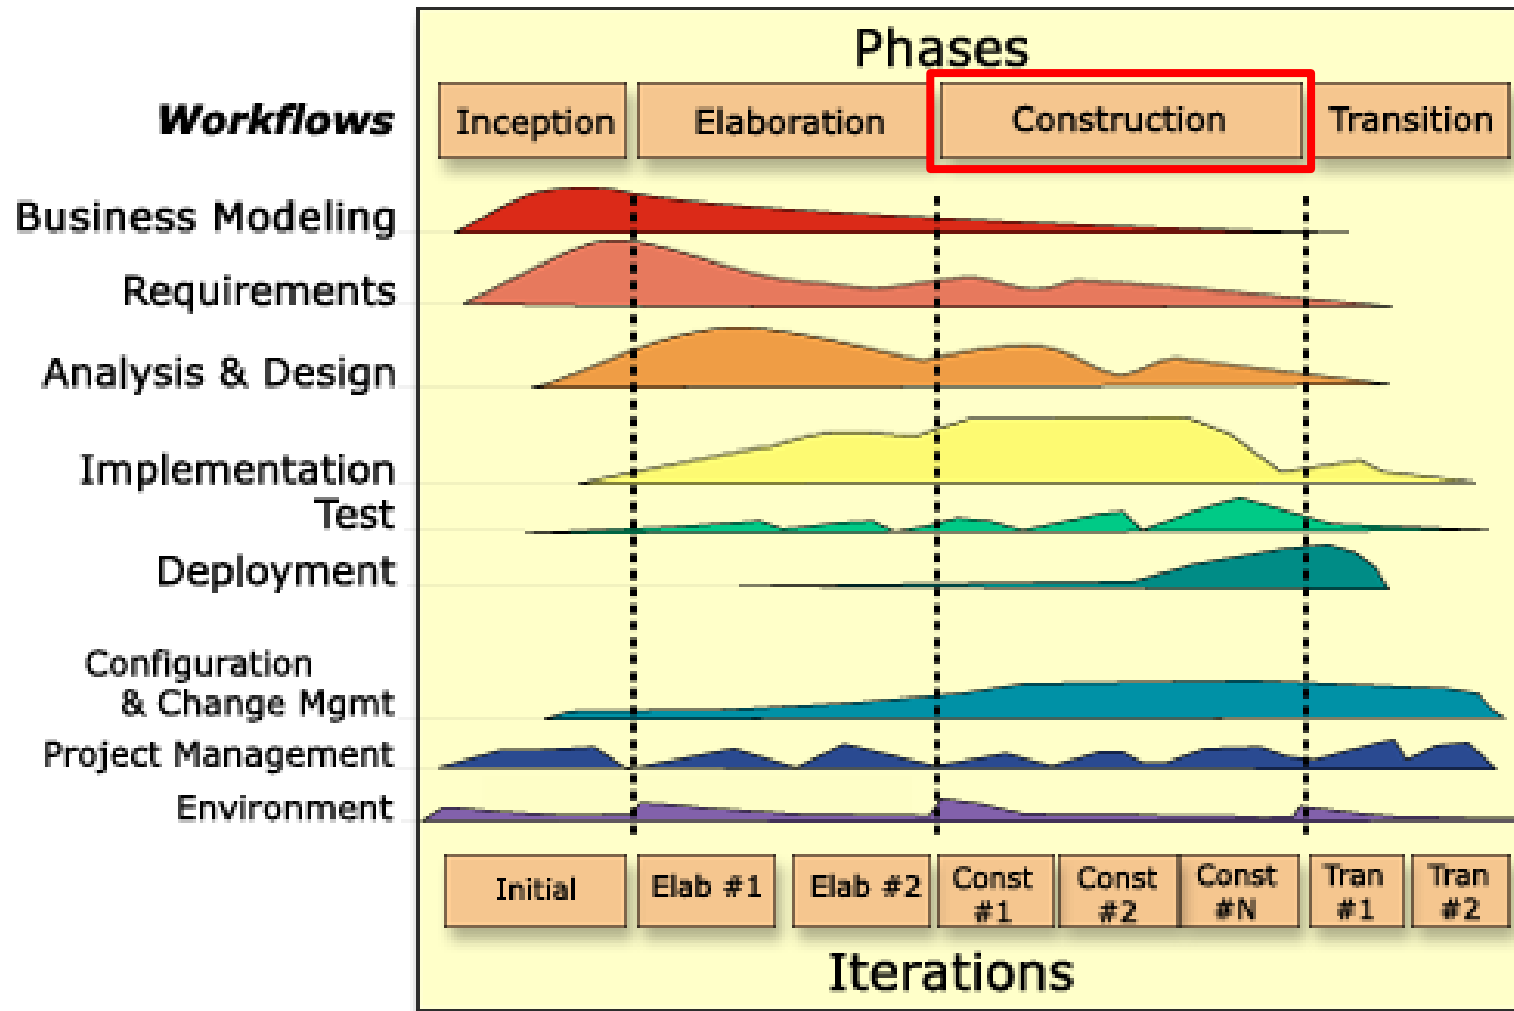 Phases
Workflows
Inception
Elaboration
Construction
Transition
Business Modeling
Requirements
Analysis & Design
Implementation
Test
Deployment
Configuration
& Change Mgmt
Project Management
Environment
Initial
Elab #1
Elab #2
Const
#1
Const
#2
Const
#N
Tran
#1
Tran
#2
Iterations